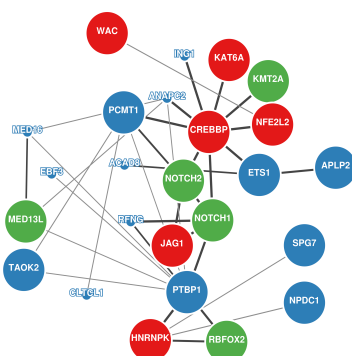 WAC
ING1
KAT6A
KMT2A
ANAPC2
PCMT1
CREBBP
NFE2L2
MED16
ACAD8
EBF3
NOTCH2
ETS1
APLP2
MED13L
RFNG
NOTCH1
JAG1
SPG7
TAOK2
CLTCL1
PTBP1
NPDC1
HNRNPK
RBFOX2